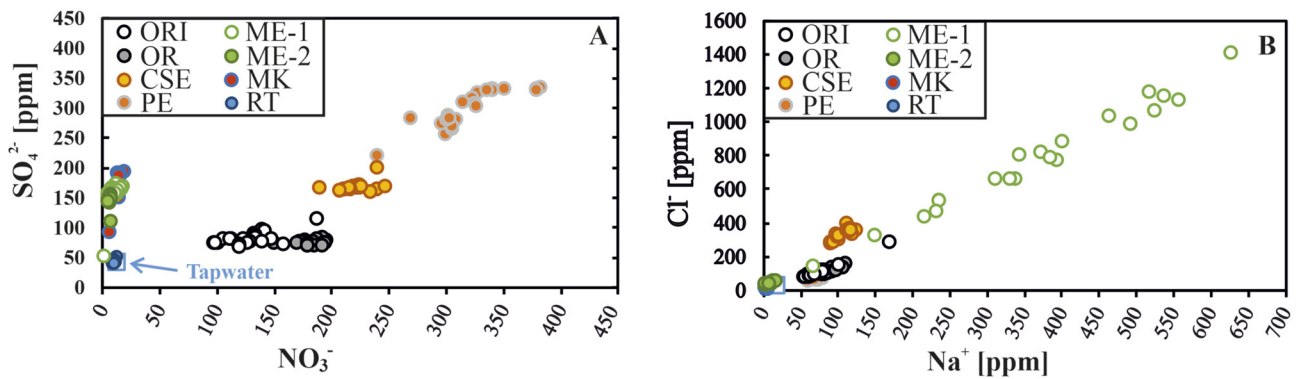 450
400
350
300
250
200
150
100
50
0
SO₄²⁻ [ppm]
ORI ME-1
OR ME-2
CSE MK
PE RT
A
Tapwater
0 50 100 150 200 250 300 350 400 450
NO₃⁻
1600
1400
1200
1000
800
600
400
200
0
Cl⁻ [ppm]
ORI ME-1
OR ME-2
CSE MK
PE RT
B
0 50 100 150 200 250 300 350 400 450 500 550 600 700
Na⁺ [ppm]